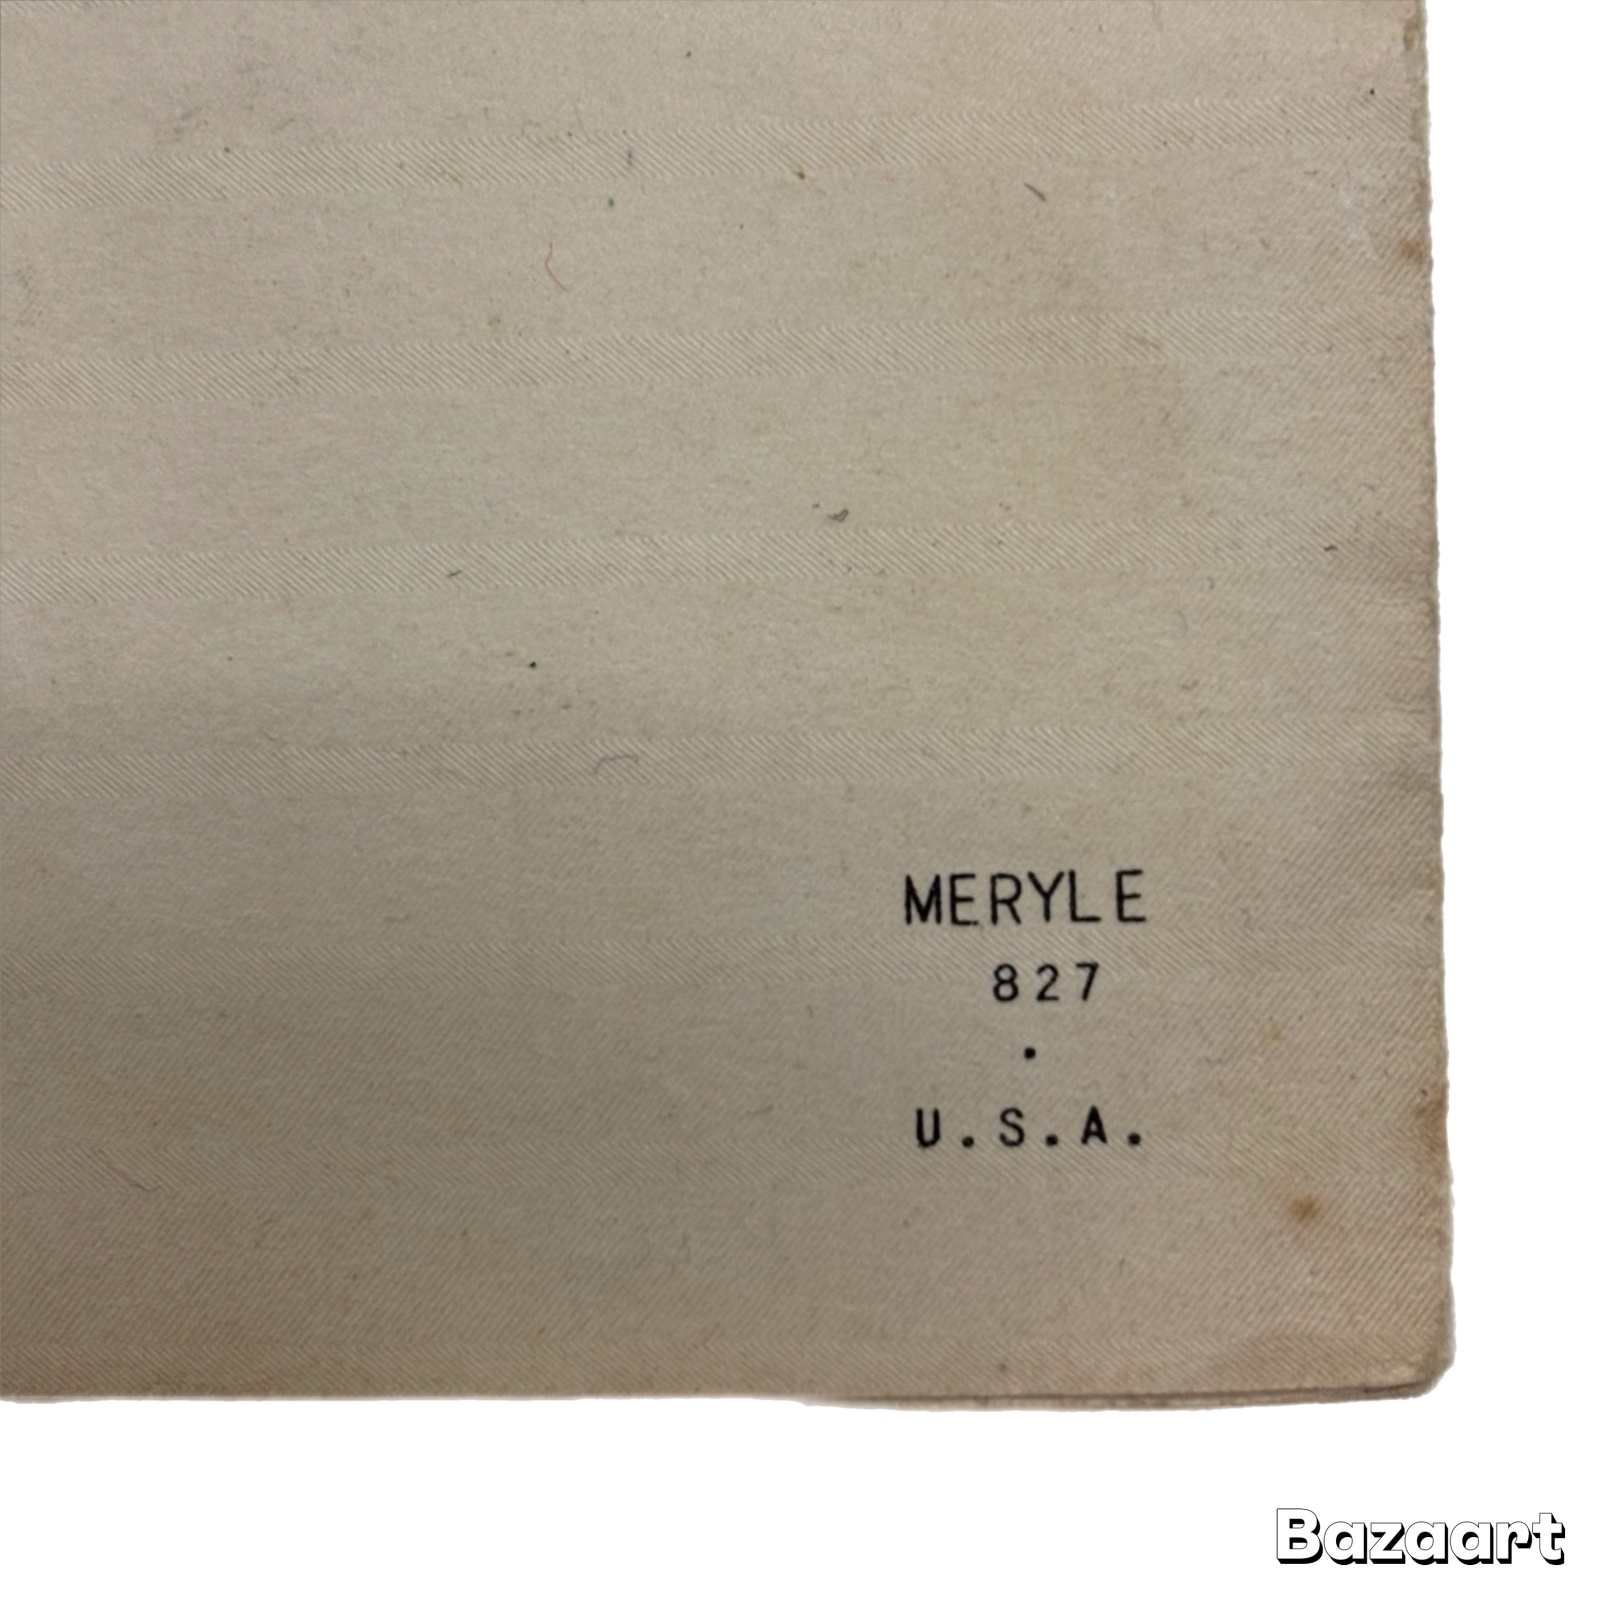 MERYLE
827
.
U.S.A.
Bazaart